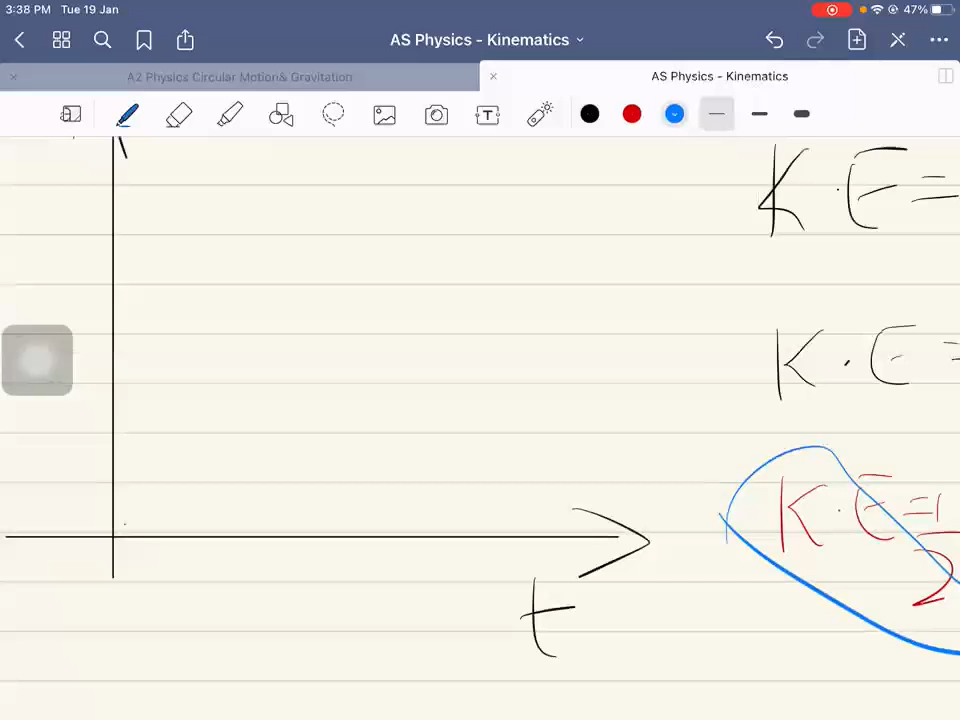 3:38 PM Tue 19 Jan 47%
AS Physics - Kinematics
A2 Physics Circular Motion& Gravitation AS Physics - Kinematics
K.E=
K.E=
K.E=1
2
t